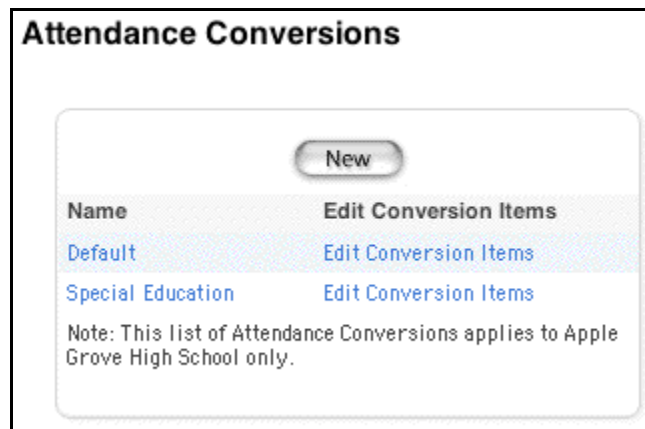 Attendance Conversions
New
Name Edit Conversion Items
Default Edit Conversion Items
Special Education Edit Conversion Items
Note: This list of Attendance Conversions applies to Apple
Grove High School only.